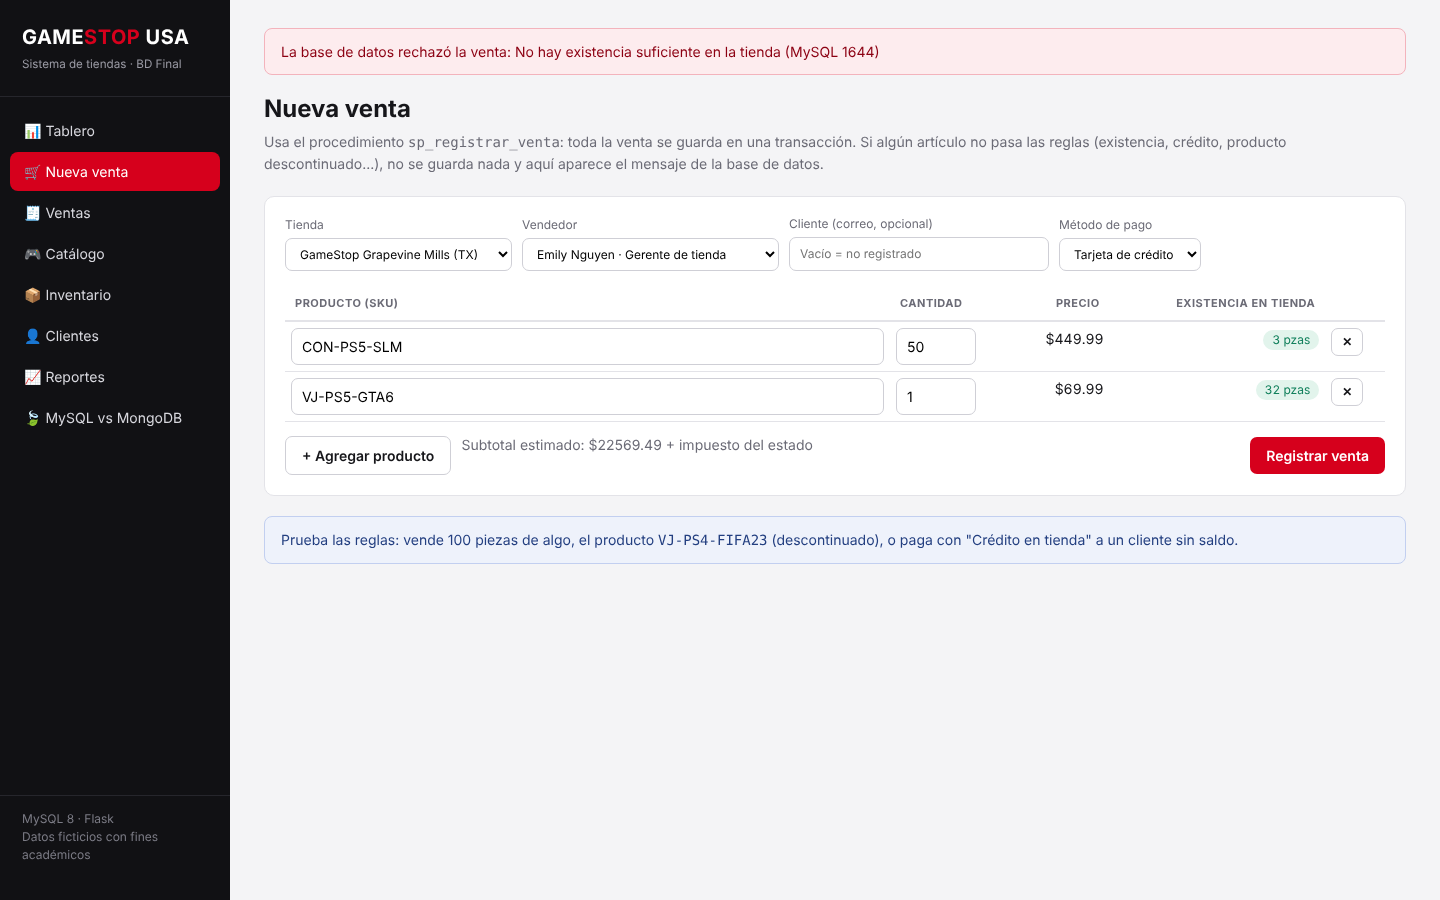 GAMESTOP USA
Sistema de tiendas · BD Final
📊 Tablero
🛒 Nueva venta
🧾 Ventas
🎮 Catálogo
📦 Inventario
👤 Clientes
📈 Reportes
🍃 MySQL vs MongoDB
MySQL 8 · Flask
Datos ficticios con fines
académicos
La base de datos rechazó la venta: No hay existencia suficiente en la tienda (MySQL 1644)
Nueva venta
Usa el procedimiento sp_registrar_venta: toda la venta se guarda en una transacción. Si algún artículo no pasa las reglas (existencia, crédito, producto
descontinuado...), no se guarda nada y aquí aparece el mensaje de la base de datos.
Tienda Vendedor Cliente (correo, opcional) Método de pago
GameStop Grapevine Mills (TX) Emily Nguyen · Gerente de tienda Vacío = no registrado Tarjeta de crédito
PRODUCTO (SKU) CANTIDAD PRECIO EXISTENCIA EN TIENDA
CON-PS5-SLM 50 $449.99 3 pzas ×
VJ-PS5-GTA6 1 $69.99 32 pzas ×
+ Agregar producto Subtotal estimado: $22569.49 + impuesto del estado Registrar venta
Prueba las reglas: vende 100 piezas de algo, el producto VJ-PS4-FIFA23 (descontinuado), o paga con "Crédito en tienda" a un cliente sin saldo.